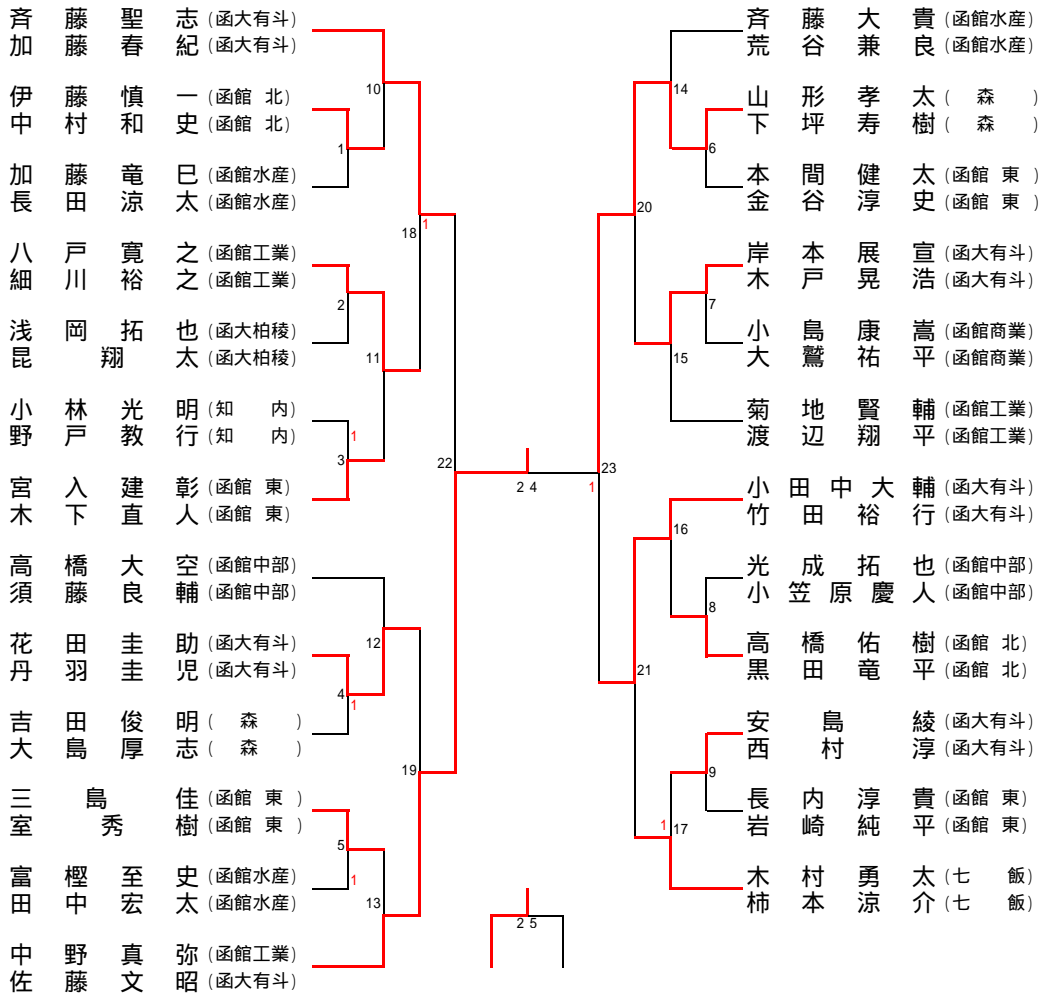 斉藤聖志(函大有斗)
加藤春紀(函大有斗)
10
伊藤慎一(函館 北)
中村和史(函館 北)
1
加藤竜巳(函館水産)
長田涼太(函館水産)
18
1
八戸寛之(函館工業)
細川裕之(函館工業)
2
浅岡拓也(函大柏稜)
昆 翔太(函大柏稜)
11
小林光明(知 内)
野戸教行(知 内)
1
3
22
宮入建彰(函館 東)
木下直人(函館 東)
高橋大空(函館中部)
須藤良輔(函館中部)
12
花田圭助(函大有斗)
丹羽圭児(函大有斗)
4
1
吉田俊明( 森 )
大島厚志( 森 )
19
三島 佳(函館 東)
室 秀樹(函館 東)
5
1
富樫至史(函館水産)
田中宏太(函館水産)
13
中野真弥(函館工業)
佐藤文昭(函大有斗)
2 4
2 5
斉藤大貴(函館水産)
荒谷兼良(函館水産)
14
山形孝太( 森 )
下坪寿樹( 森 )
6
本間健太(函館 東)
金谷淳史(函館 東)
20
岸本展宣(函大有斗)
木戸晃浩(函大有斗)
7
小島康嵩(函館商業)
大鷲祐平(函館商業)
15
菊地賢輔(函館工業)
渡辺翔平(函館工業)
23
1
小田中大輔(函大有斗)
竹田裕行(函大有斗)
16
光成拓也(函館中部)
小笠原慶人(函館中部)
8
高橋佑樹(函館 北)
黒田竜平(函館 北)
21
安島 綾(函大有斗)
西村 淳(函大有斗)
9
長内淳貴(函館 東)
岩崎純平(函館 東)
1
17
木村勇太(七 飯)
柿本涼介(七 飯)